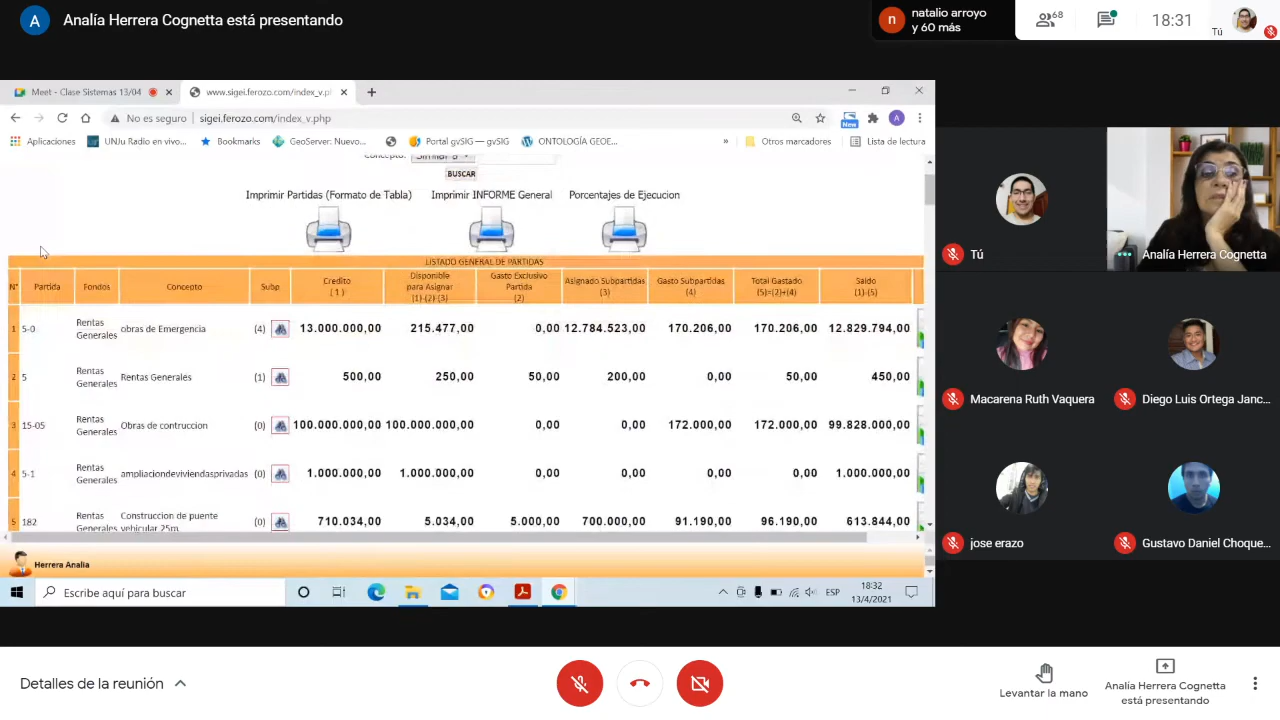 A Analía Herrera Cognetta está presentando
n natalio arroyo
y 60 más
68
18:31
Tú
Meet - Clase Sistemas 13/04
www.sigei.ferozo.com/index_v.ph
No es seguro | sigei.ferozo.com/index_v.php
New
A
Aplicaciones UNJu Radio en vivo... Bookmarks GeoServer: Nuevo... Portal gvSIG — gvSIG ONTOLOGÍA GEOE... » Otros marcadores Lista de lectura
Concepto: Similar a
BUSCAR
Imprimir Partidas (Formato de Tabla) Imprimir INFORME General Porcentajes de Ejecucion
LISTADO GENERAL DE PARTIDAS
N° Partida Fondos Concepto Subp Credito (1) Disponible para Asignar (1)-(2)-(3) Gasto Exclusivo Partida (2) Asignado Subpartidas (3) Gasto Subpartidas (4) Total Gastado (5)=(2)+(4) Saldo (1)-(5)
1 5-0 Rentas Generales obras de Emergencia (4) 13.000.000,00 215.477,00 0,00 12.784.523,00 170.206,00 170.206,00 12.829.794,00
2 5 Rentas Generales Rentas Generales (1) 500,00 250,00 50,00 200,00 0,00 50,00 450,00
3 15-05 Rentas Generales Obras de contruccion (0) 100.000.000,00 100.000.000,00 0,00 0,00 172.000,00 172.000,00 99.828.000,00
4 5-1 Rentas Generales ampliaciondeviviendasprivadas (0) 1.000.000,00 1.000.000,00 0,00 0,00 0,00 0,00 1.000.000,00
5 182 Rentas Generales Construccion de puente vehicular 25m. (0) 710.034,00 5.034,00 5.000,00 700.000,00 91.190,00 96.190,00 613.844,00
Herrera Analia
Escribe aquí para buscar
ESP
18:32
13/4/2021
Tú
Analía Herrera Cognetta
Macarena Ruth Vaquera
Diego Luis Ortega Janc...
jose erazo
Gustavo Daniel Choque...
Detalles de la reunión
Levantar la mano
Analía Herrera Cognetta
está presentando